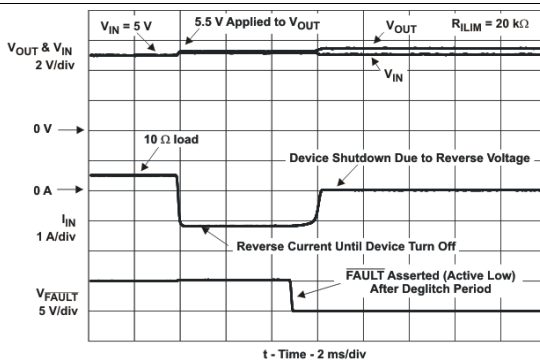 V_IN = 5 V
5.5 V Applied to V_OUT
V_OUT
R_ILIM = 20 kΩ
V_OUT & V_IN
2 V/div
V_IN
0 V
10 Ω load
Device Shutdown Due to Reverse Voltage
0 A
I_IN
1 A/div
Reverse Current Until Device Turn Off
F̅A̅U̅L̅T̅ Asserted (Active Low)
After Deglitch Period
V_F̅A̅U̅L̅T̅
5 V/div
t - Time - 2 ms/div